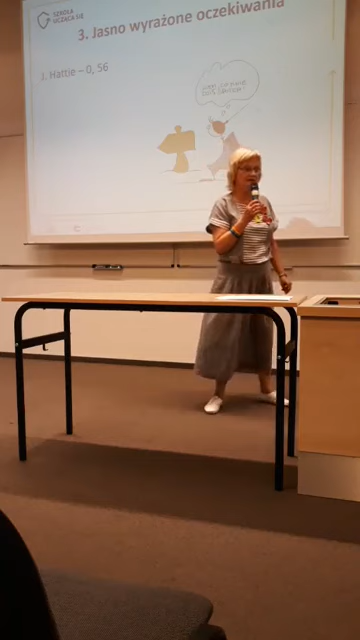 SZKOŁA
UCZĄCA SIĘ
3. Jasno wyrażone oczekiwania
J. Hattie – 0, 56